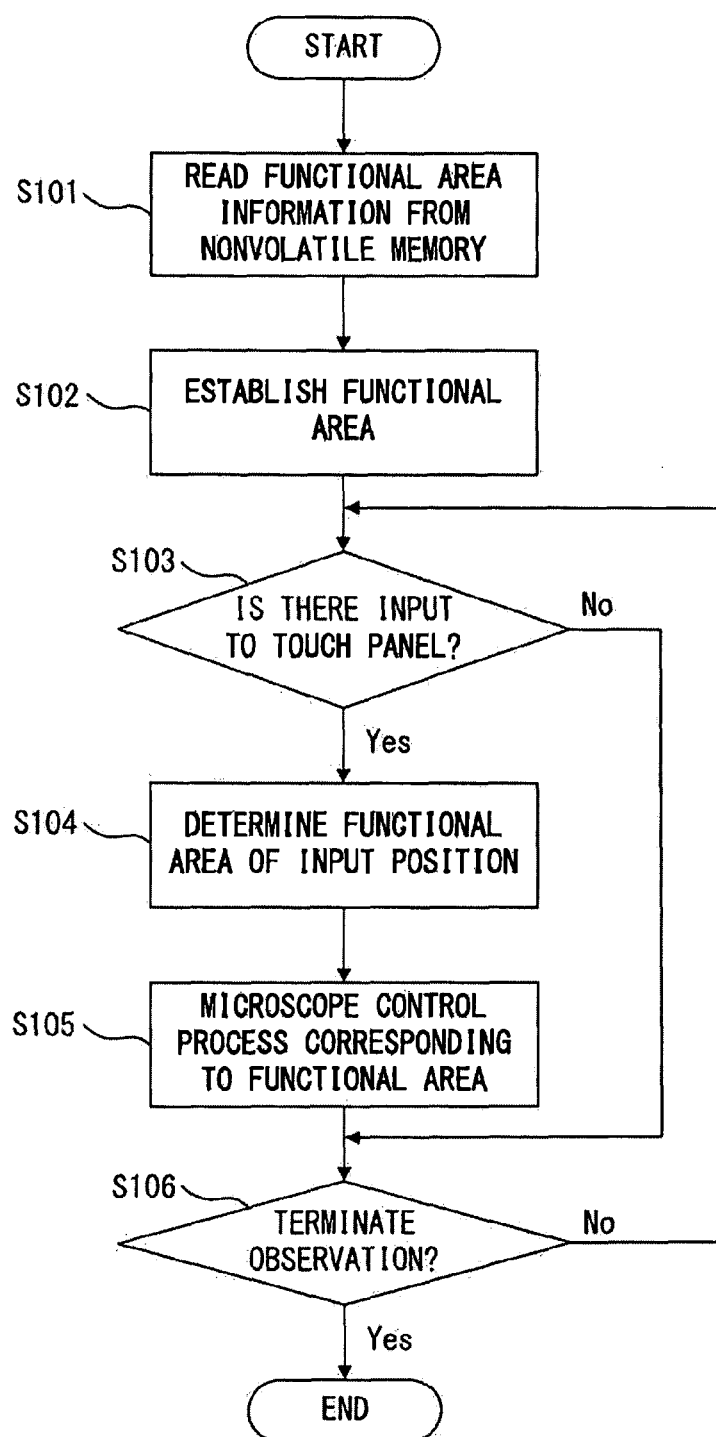 START
S101
READ FUNCTIONAL AREA
INFORMATION FROM
NONVOLATILE MEMORY
S102
ESTABLISH FUNCTIONAL
AREA
S103
IS THERE INPUT
TO TOUCH PANEL?
No
Yes
S104
DETERMINE FUNCTIONAL
AREA OF INPUT POSITION
S105
MICROSCOPE CONTROL
PROCESS CORRESPONDING
TO FUNCTIONAL AREA
S106
TERMINATE
OBSERVATION?
No
Yes
END